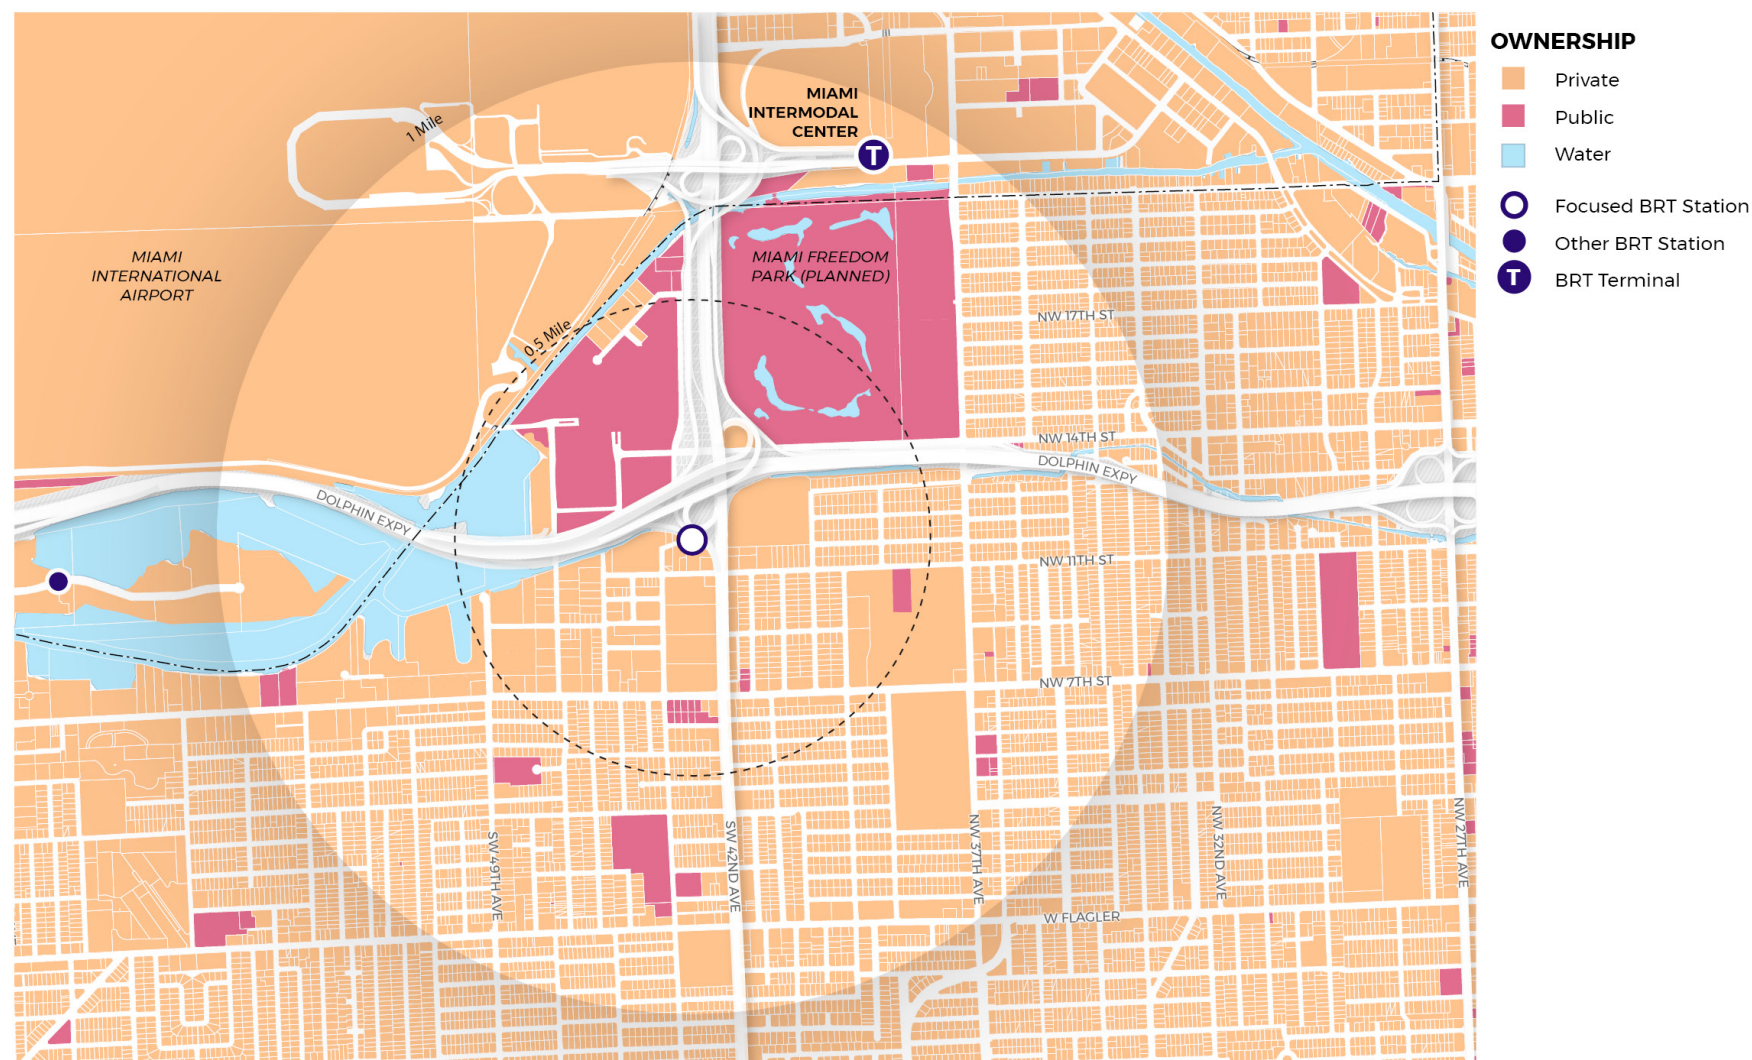 OWNERSHIP
Private
Public
Water
Focused BRT Station
Other BRT Station
T
BRT Terminal
MIAMI
INTERMODAL
CENTER
T
1 Mile
MIAMI
INTERNATIONAL
AIRPORT
MIAMI FREEDOM
PARK (PLANNED)
0.5 Mile
NW 17TH ST
NW 14TH ST
DOLPHIN EXPY
DOLPHIN EXPY
NW 11TH ST
NW 7TH ST
SW 49TH AVE
SW 42ND AVE
NW 37TH AVE
NW 32ND AVE
NW 27TH AVE
W FLAGLER